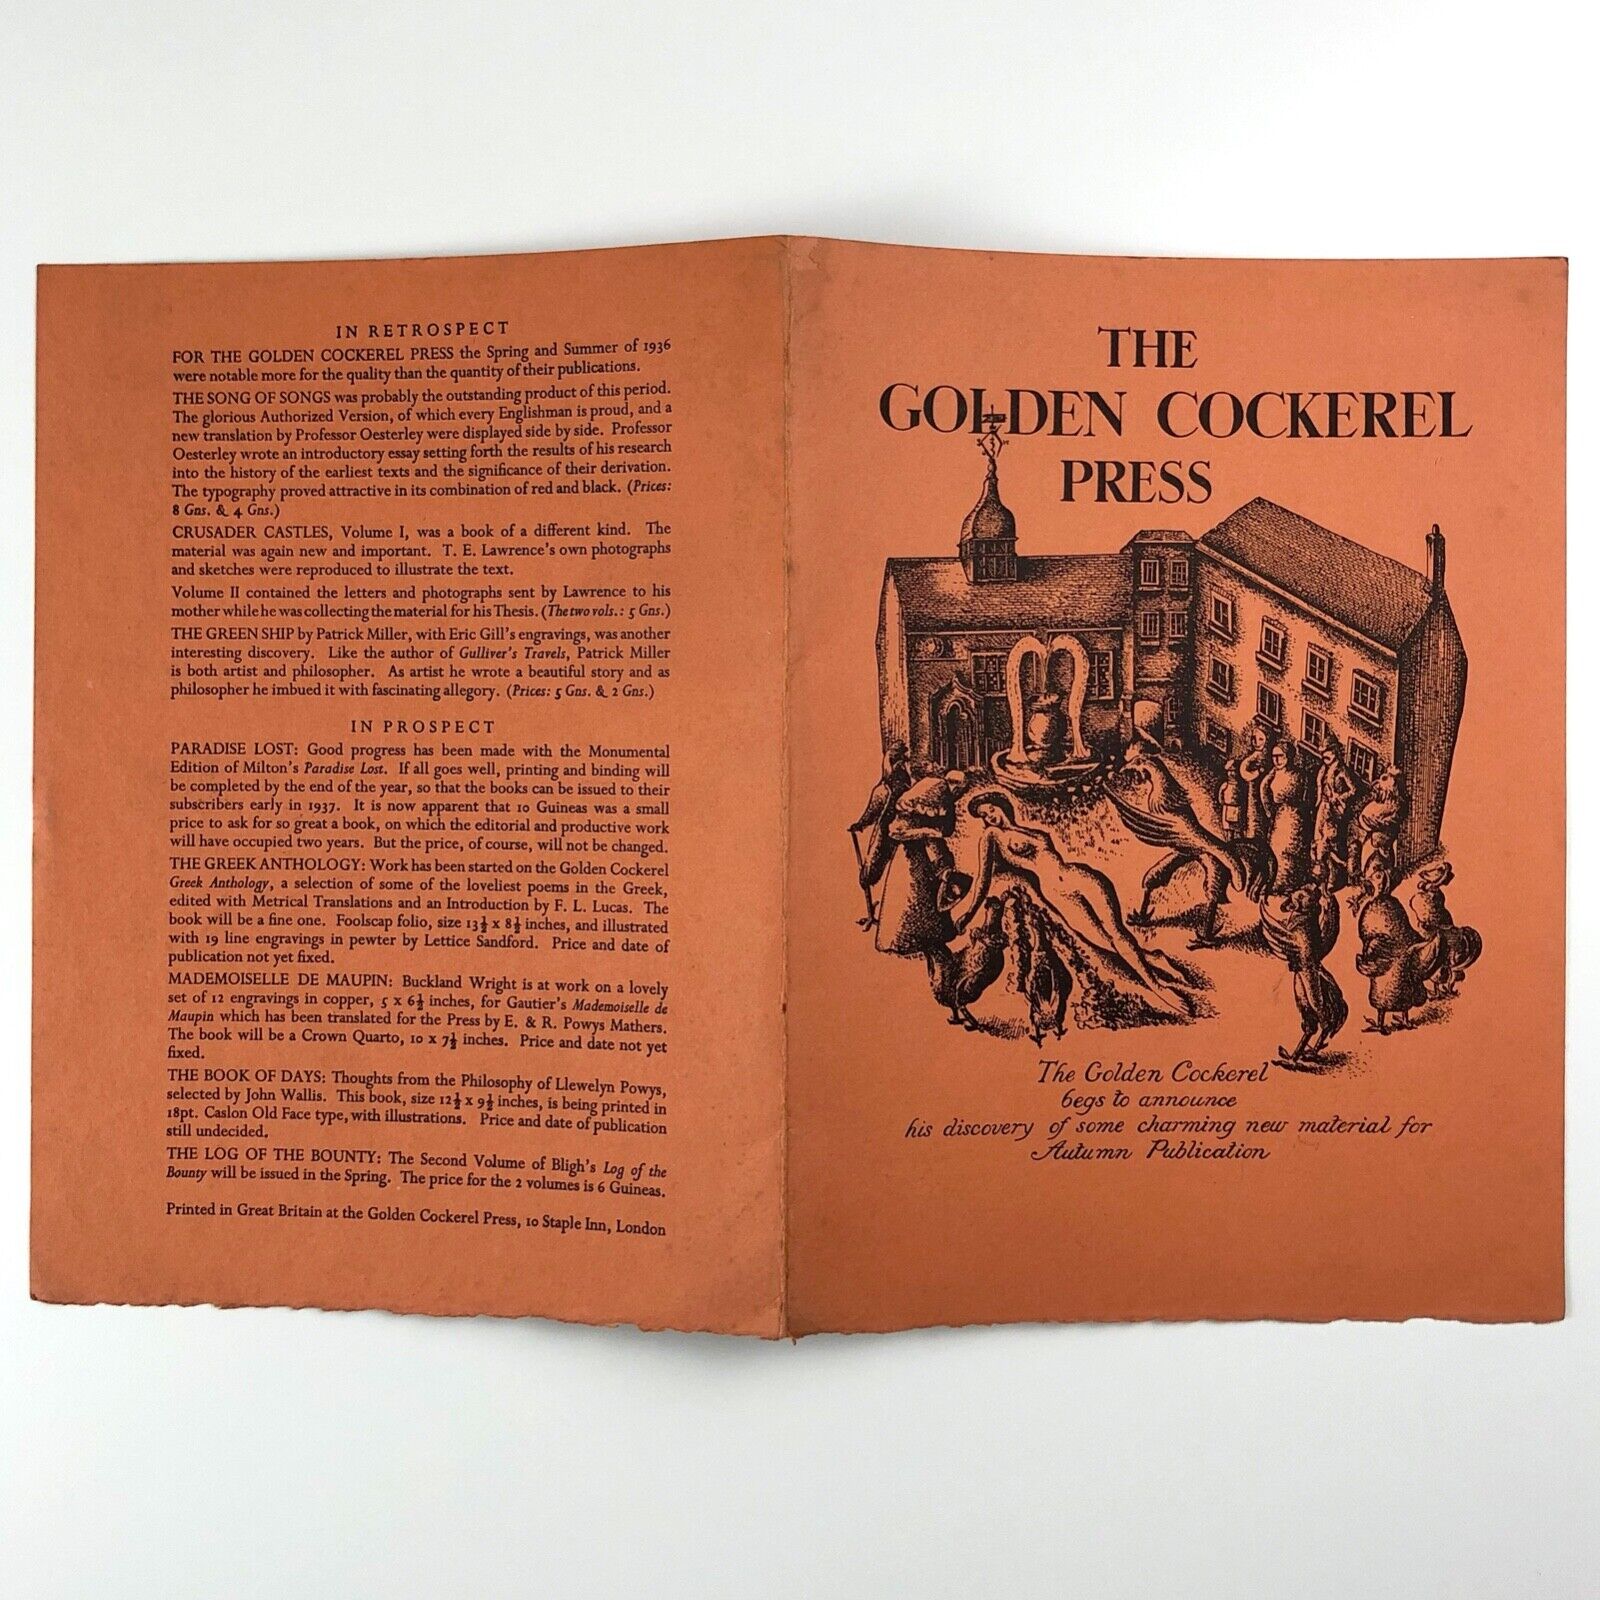 IN RETROSPECT
FOR THE GOLDEN COCKEREL PRESS the Spring and Summer of 1936
were notable more for the quality than the quantity of their publications.
THE SONG OF SONGS was probably the outstanding product of this period.
The glorious Authorized Version, of which every Englishman is proud, and a
new translation by Professor Oesterley were displayed side by side. Professor
Oesterley wrote an introductory essay setting forth the results of his research
into the history of the earliest texts and the significance of their derivation.
The typography proved attractive in its combination of red and black. (Prices:
8 Gns. & 4 Gns.)
CRUSADER CASTLES, Volume I, was a book of a different kind. The
material was again new and important. T. E. Lawrence's own photographs
and sketches were reproduced to illustrate the text.
Volume II contained the letters and photographs sent by Lawrence to his
mother while he was collecting the material for his Thesis. (The two vols.: 5 Gns.)
THE GREEN SHIP by Patrick Miller, with Eric Gill's engravings, was another
interesting discovery. Like the author of Gulliver's Travels, Patrick Miller
is both artist and philosopher. As artist he wrote a beautiful story and as
philosopher he imbued it with fascinating allegory. (Prices: 5 Gns. & 2 Gns.)
IN PROSPECT
PARADISE LOST: Good progress has been made with the Monumental
Edition of Milton's Paradise Lost. If all goes well, printing and binding will
be completed by the end of the year, so that the books can be issued to their
subscribers early in 1937. It is now apparent that 10 Guineas was a small
price to ask for so great a book, on which the editorial and productive work
will have occupied two years. But the price, of course, will not be changed.
THE GREEK ANTHOLOGY: Work has been started on the Golden Cockerel
Greek Anthology, a selection of some of the loveliest poems in the Greek,
edited with Metrical Translations and an Introduction by F. L. Lucas. The
book will be a fine one. Foolscap folio, size 13½ x 8½ inches, and illustrated
with 19 line engravings in pewter by Lettice Sandford. Price and date of
publication not yet fixed.
MADEMOISELLE DE MAUPIN: Buckland Wright is at work on a lovely
set of 12 engravings in copper, 5 x 6½ inches, for Gautier's Mademoiselle de
Maupin which has been translated for the Press by E. & R. Powys Mathers.
The book will be a Crown Quarto, 10 x 7½ inches. Price and date not yet
fixed.
THE BOOK OF DAYS: Thoughts from the Philosophy of Llewelyn Powys,
selected by John Wallis. This book, size 12½ x 9½ inches, is being printed in
18pt. Caslon Old Face type, with illustrations. Price and date of publication
still undecided.
THE LOG OF THE BOUNTY: The Second Volume of Bligh's Log of the
Bounty will be issued in the Spring. The price for the 2 volumes is 6 Guineas.
Printed in Great Britain at the Golden Cockerel Press, 10 Staple Inn, London
THE
GOLDEN COCKEREL
PRESS
The Golden Cockerel
begs to announce
his discovery of some charming new material for
Autumn Publication